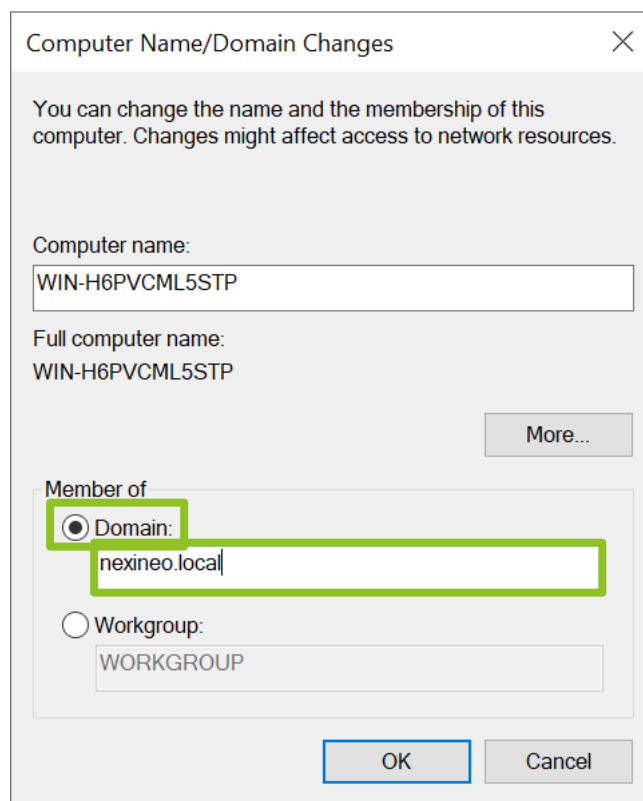 Computer Name/Domain Changes
You can change the name and the membership of this
computer. Changes might affect access to network resources.
Computer name:
WIN-H6PVCML5STP
Full computer name:
WIN-H6PVCML5STP
More...
Member of
Domain:
nexineo.local
Workgroup:
WORKGROUP
OK
Cancel